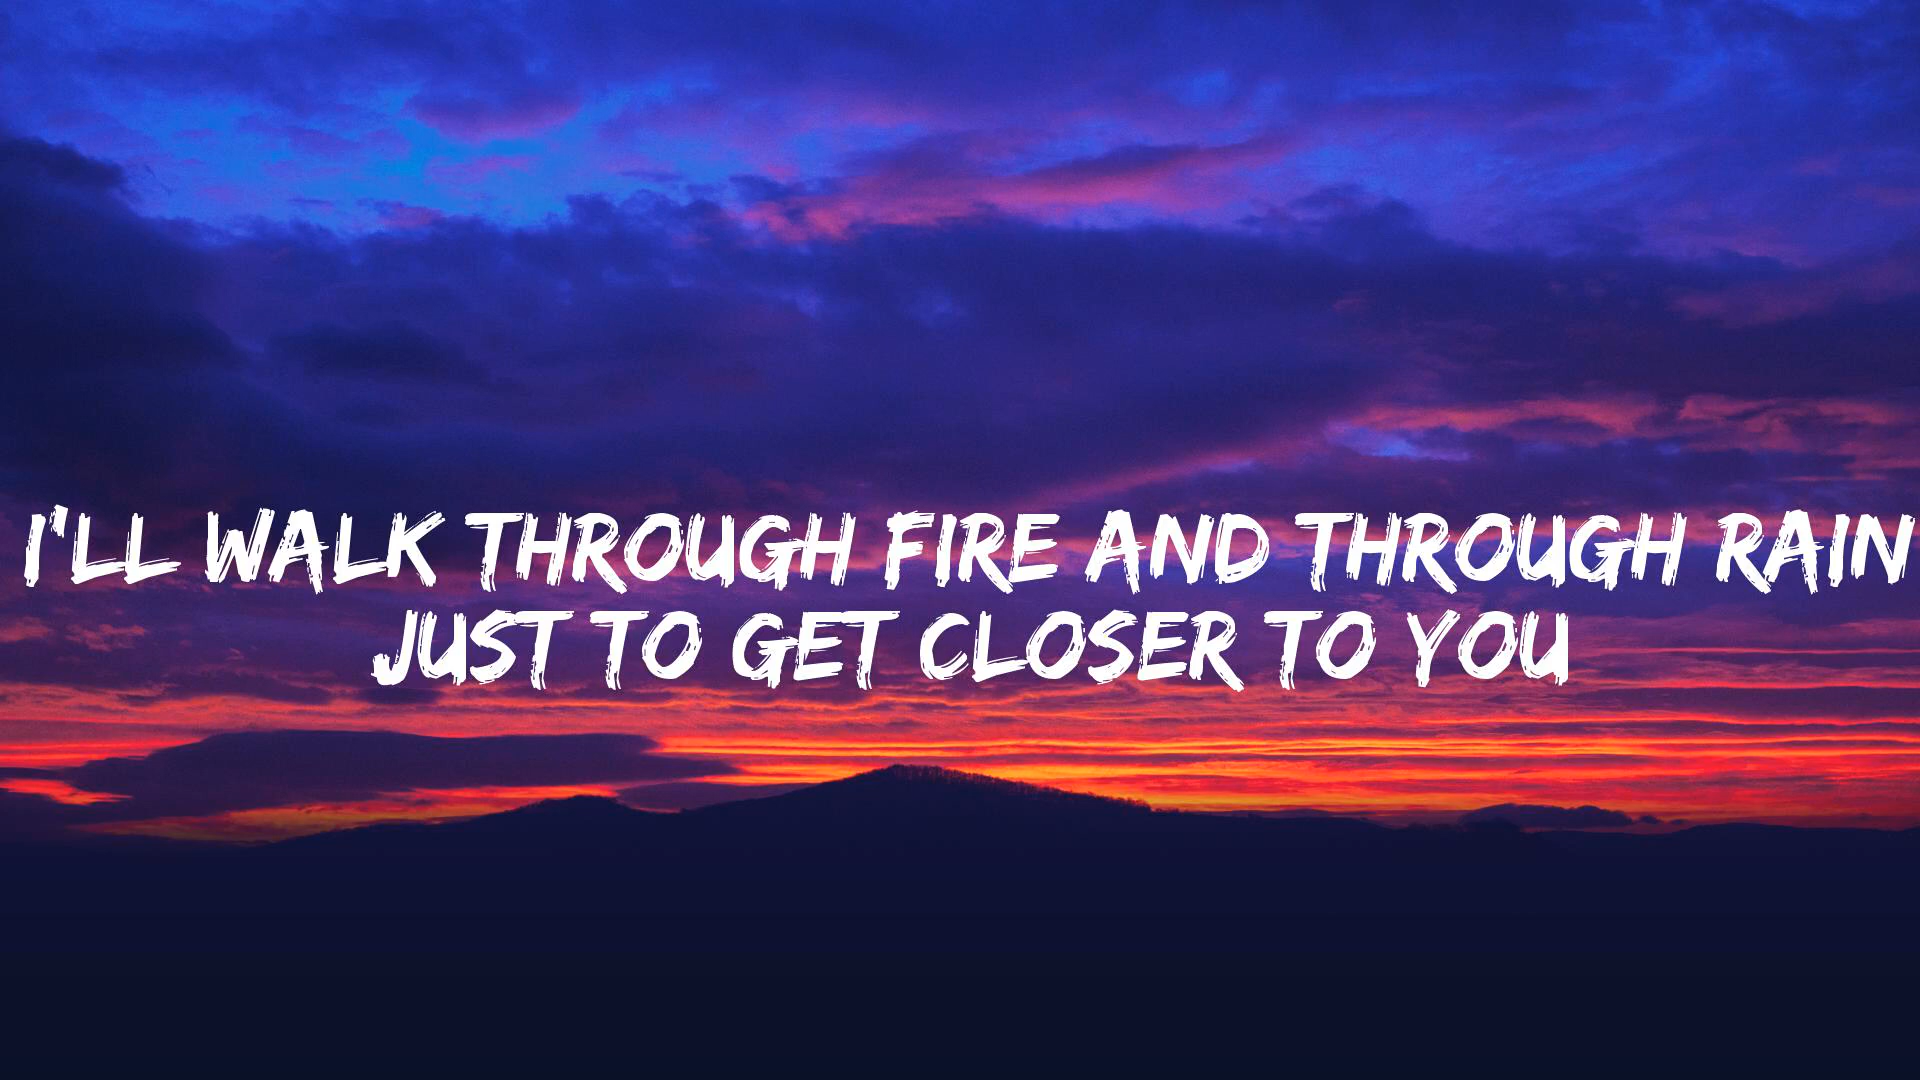 I'LL WALK THROUGH FIRE AND THROUGH RAIN
JUST TO GET CLOSER TO YOU